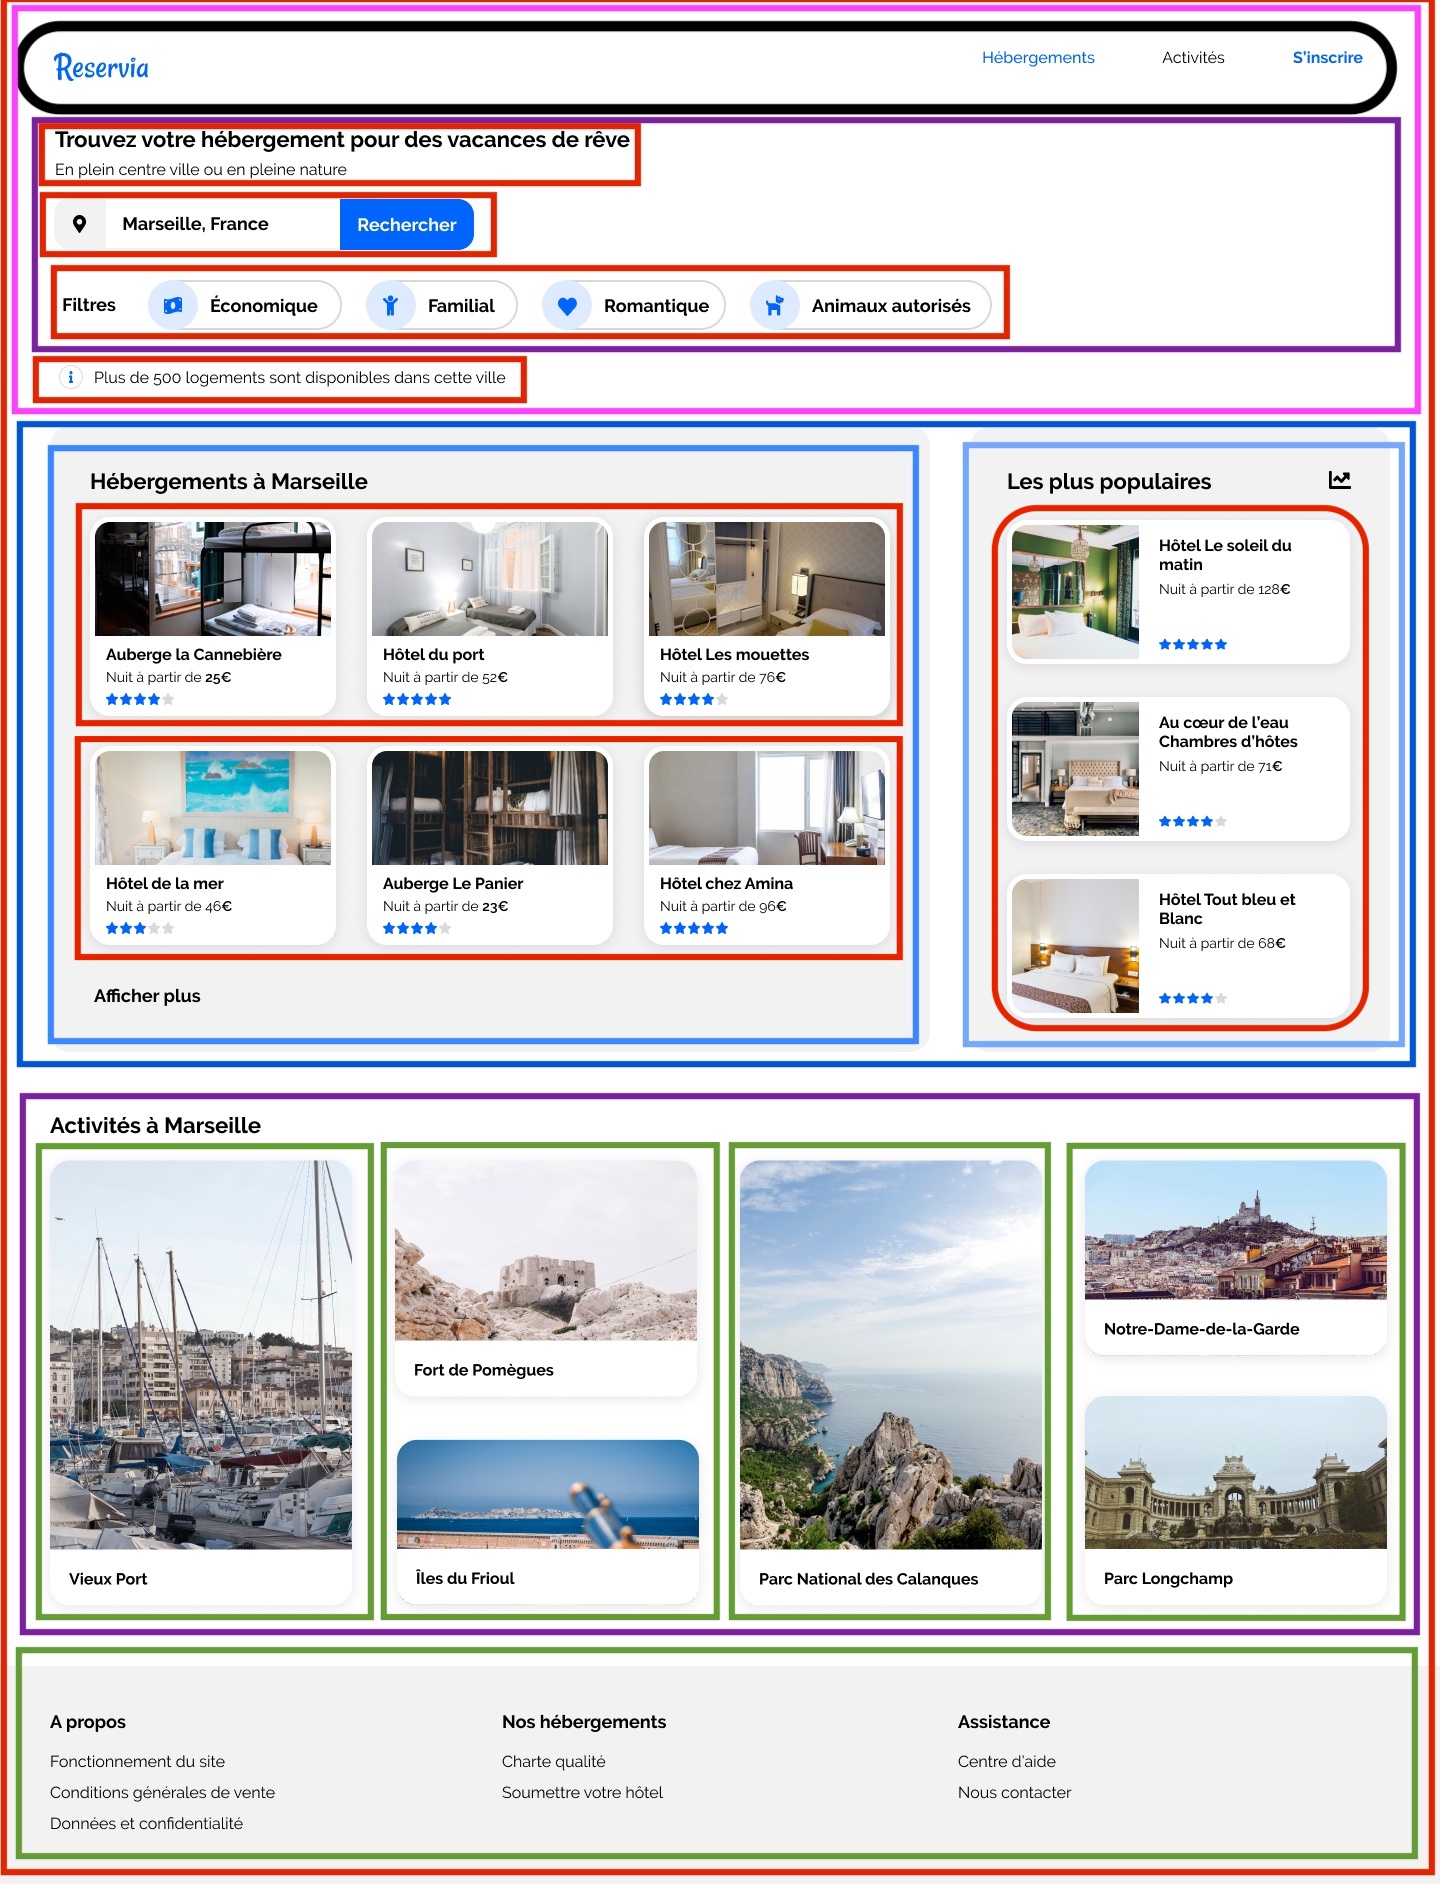 Reservia
Hébergements
Activités
S'inscrire
Trouvez votre hébergement pour des vacances de rêve
En plein centre ville ou en pleine nature
Marseille, France
Rechercher
Filtres
Économique
Familial
Romantique
Animaux autorisés
Plus de 500 logements sont disponibles dans cette ville
Hébergements à Marseille
Auberge la Cannebière
Nuit à partir de 25€
Hôtel du port
Nuit à partir de 52€
Hôtel Les mouettes
Nuit à partir de 76€
Hôtel de la mer
Nuit à partir de 46€
Auberge Le Panier
Nuit à partir de 23€
Hôtel chez Amina
Nuit à partir de 96€
Afficher plus
Les plus populaires
Hôtel Le soleil du
matin
Nuit à partir de 128€
Au cœur de l'eau
Chambres d'hôtes
Nuit à partir de 71€
Hôtel Tout bleu et
Blanc
Nuit à partir de 68€
Activités à Marseille
Vieux Port
Fort de Pomègues
Îles du Frioul
Parc National des Calanques
Notre-Dame-de-la-Garde
Parc Longchamp
A propos
Fonctionnement du site
Conditions générales de vente
Données et confidentialité
Nos hébergements
Charte qualité
Soumettre votre hôtel
Assistance
Centre d'aide
Nous contacter